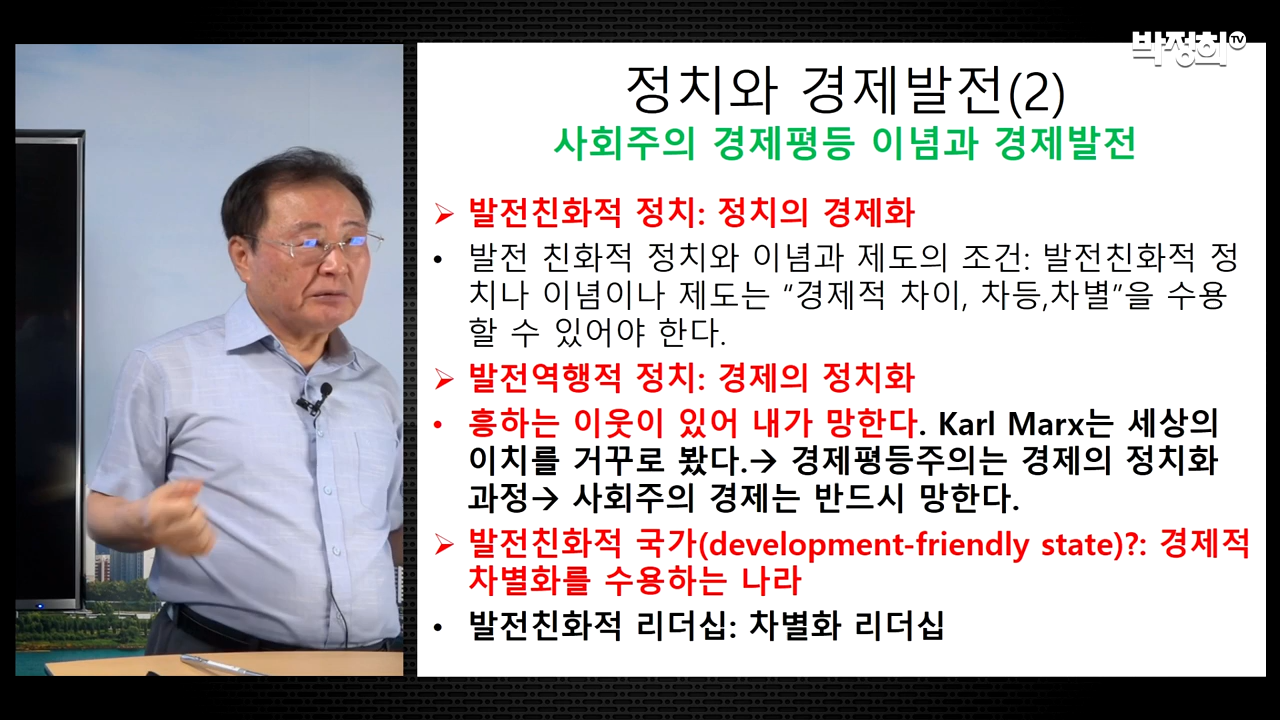 박정희TV
정치와 경제발전(2)
사회주의 경제평등 이념과 경제발전
➢ 발전친화적 정치: 정치의 경제화
• 발전 친화적 정치와 이념과 제도의 조건: 발전친화적 정
치나 이념이나 제도는 “경제적 차이, 차등,차별”을 수용
할 수 있어야 한다.
➢ 발전역행적 정치: 경제의 정치화
• 흥하는 이웃이 있어 내가 망한다. Karl Marx는 세상의
이치를 거꾸로 봤다.→ 경제평등주의는 경제의 정치화
과정→ 사회주의 경제는 반드시 망한다.
➢ 발전친화적 국가(development-friendly state)?: 경제적
차별화를 수용하는 나라
• 발전친화적 리더십: 차별화 리더십